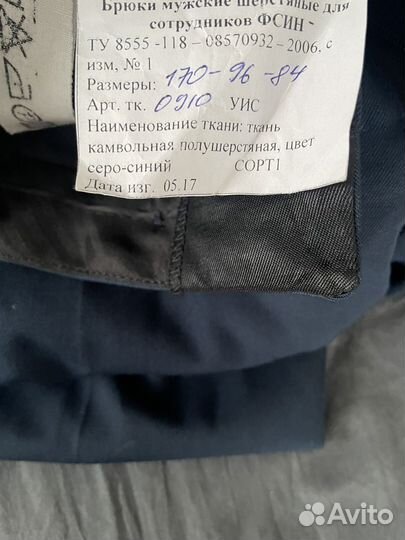 Брюки мужские шерстяные для
сотрудников ФСИН -
ТУ 8555 -118 – 08570932 – 2006. с
изм, № 1
Размеры: 170-96-84
Арт. тк. 0910 УИС
Наименование ткани: ткань
камвольная полушерстяная, цвет
серо-синий СОРТ1
Дата изг. 05.17
Avito